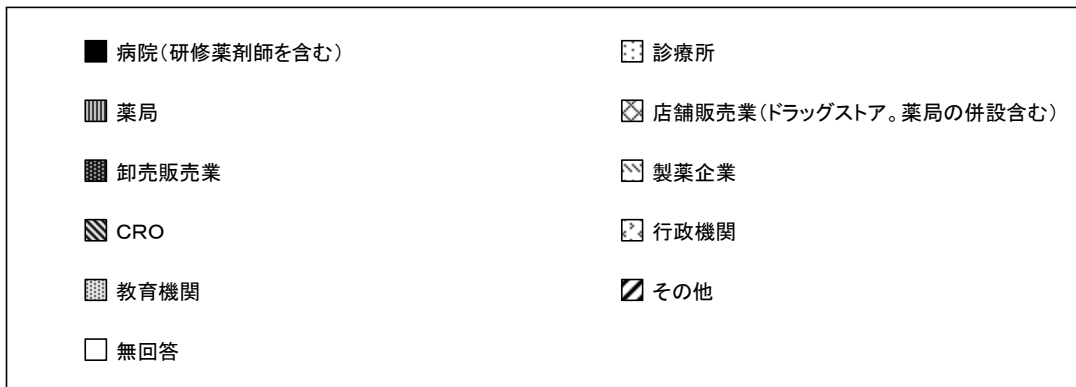 病院（研修薬剤師を含む）
診療所
薬局
店舗販売業（ドラッグストア。薬局の併設含む）
卸売販売業
製薬企業
CRO
行政機関
教育機関
その他
無回答